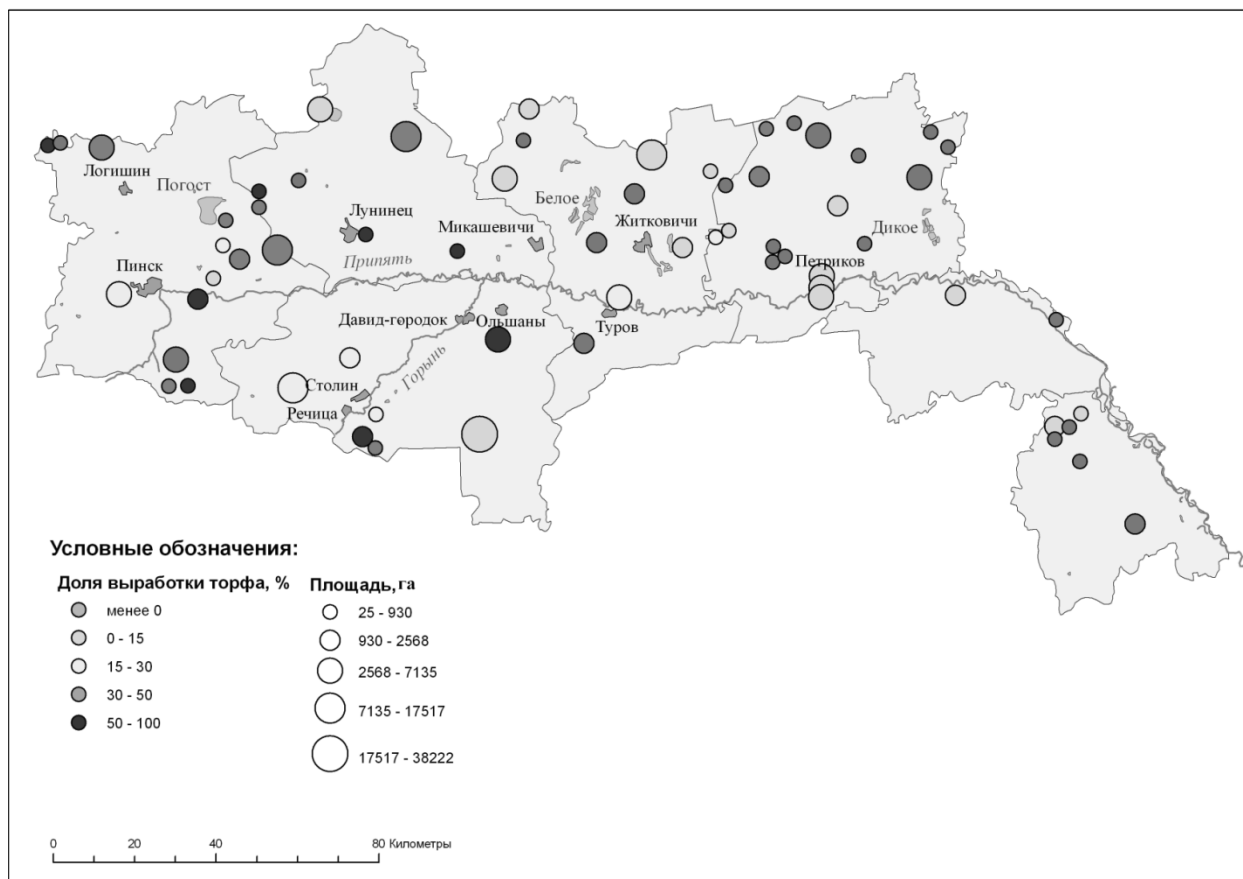 Логишин
Погост
Лунинец
Микашевичи
Белое
Житковичи
Дикое
Пинск
Припять
Петриков
Давид-городок
Ольшаны
Туров
Горынь
Столин
Речица
Условные обозначения:
Доля выработки торфа, %
менее 0
0 - 15
15 - 30
30 - 50
50 - 100
Площадь, га
25 - 930
930 - 2568
2568 - 7135
7135 - 17517
17517 - 38222
0 20 40 80 Километры